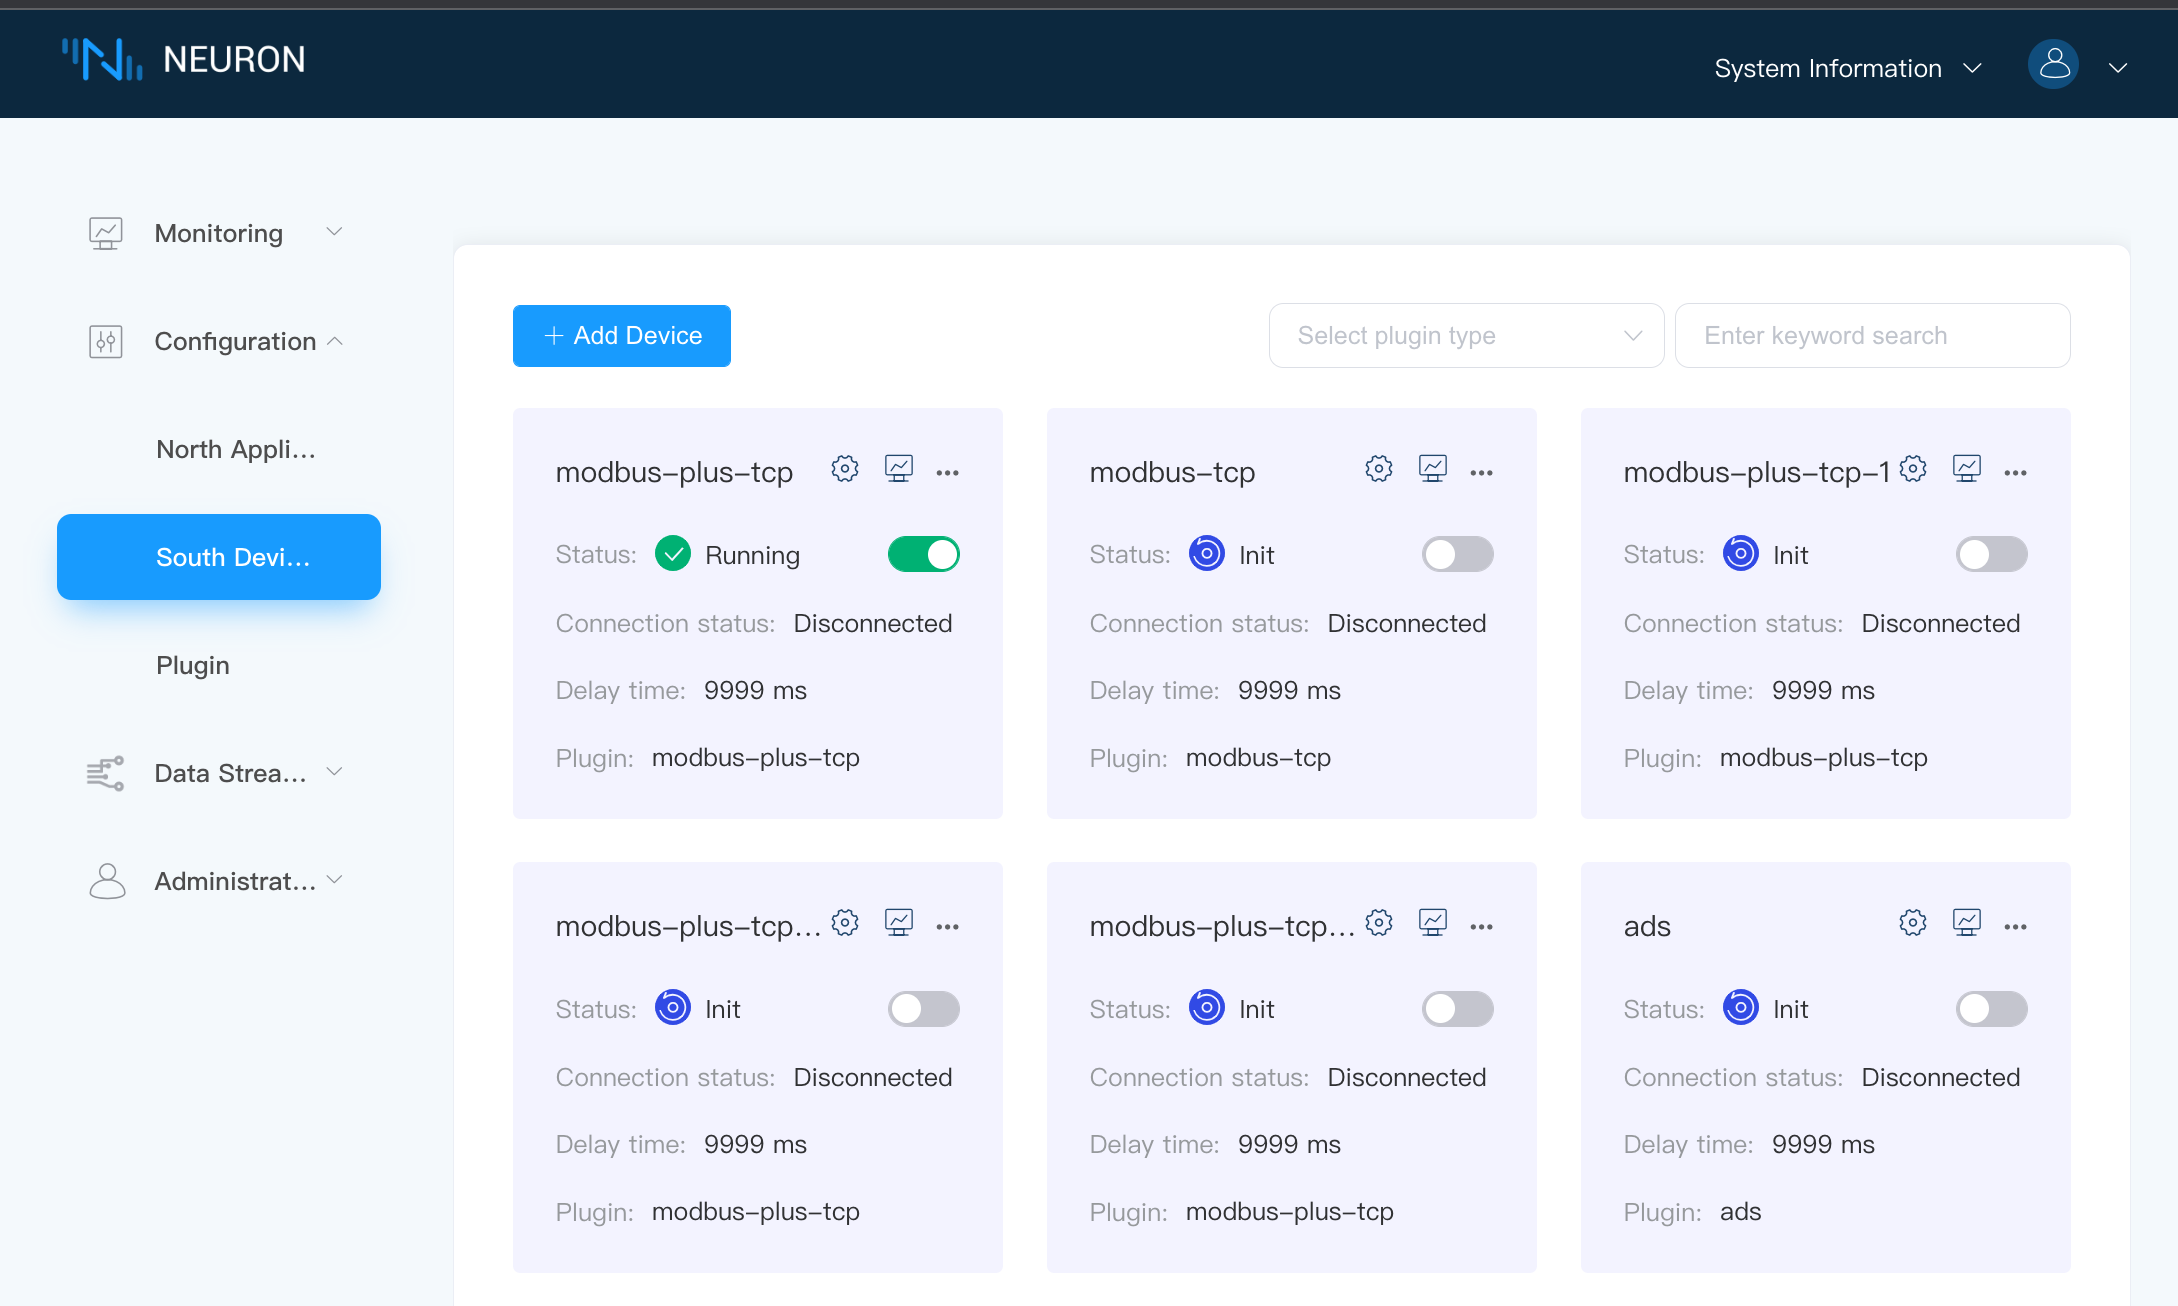 NEURON
System Information
Monitoring
Configuration
North Appli...
South Devi...
Plugin
Data Strea...
Administrat...
+ Add Device
Select plugin type
Enter keyword search
modbus-plus-tcp
Status: Running
Connection status: Disconnected
Delay time: 9999 ms
Plugin: modbus-plus-tcp
modbus-tcp
Status: Init
Connection status: Disconnected
Delay time: 9999 ms
Plugin: modbus-tcp
modbus-plus-tcp-1
Status: Init
Connection status: Disconnected
Delay time: 9999 ms
Plugin: modbus-plus-tcp
modbus-plus-tcp...
Status: Init
Connection status: Disconnected
Delay time: 9999 ms
Plugin: modbus-plus-tcp
modbus-plus-tcp...
Status: Init
Connection status: Disconnected
Delay time: 9999 ms
Plugin: modbus-plus-tcp
ads
Status: Init
Connection status: Disconnected
Delay time: 9999 ms
Plugin: ads